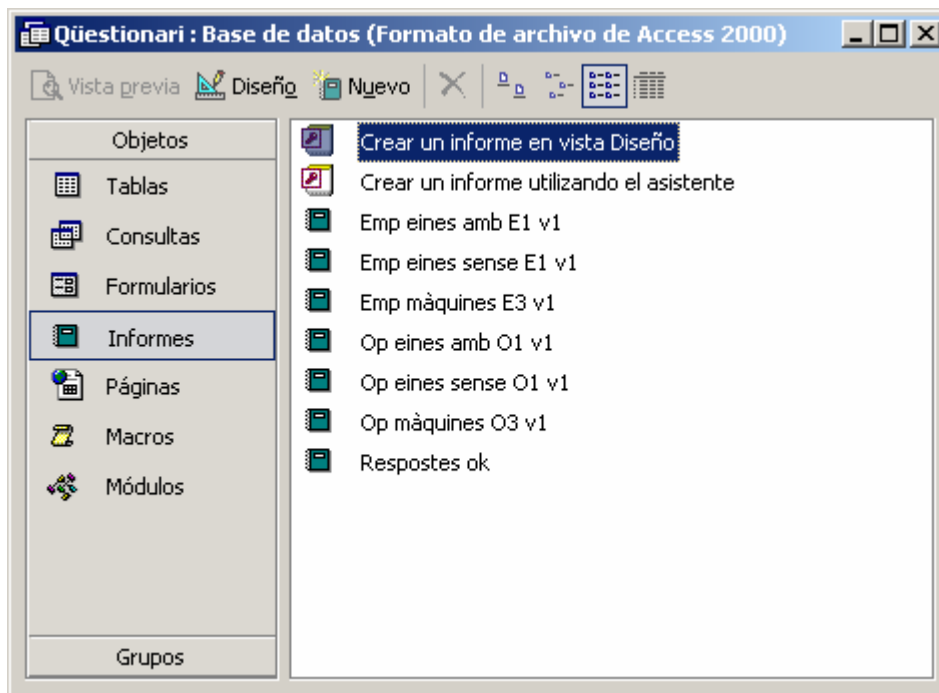 Qüestionari : Base de datos (Formato de archivo de Access 2000)
Vista previa Diseño Nuevo
Objetos
Tablas
Consultas
Formularios
Informes
Páginas
Macros
Módulos
Grupos
Crear un informe en vista Diseño
Crear un informe utilizando el asistente
Emp eines amb E1 v1
Emp eines sense E1 v1
Emp màquines E3 v1
Op eines amb O1 v1
Op eines sense O1 v1
Op màquines O3 v1
Respostes ok